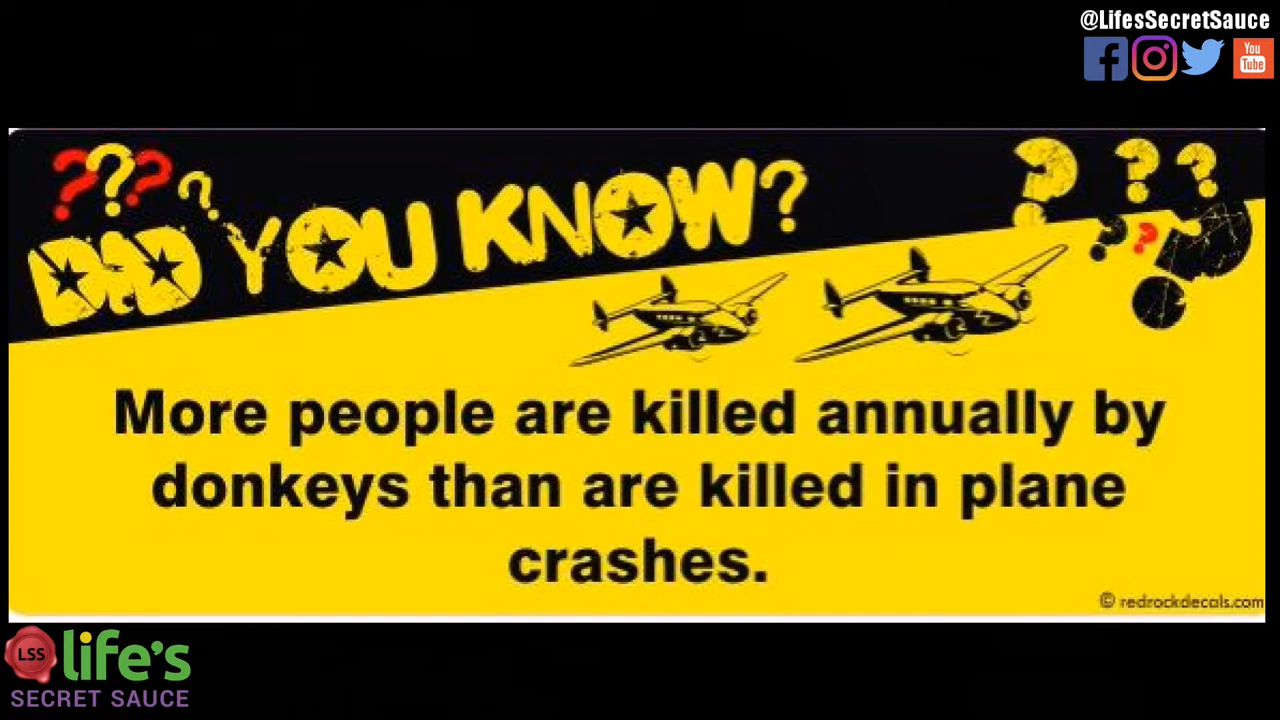 @LifesSecretSauce
You
Tube
??? ?
DID YOU KNOW?
? ? ?
? ? ?
More people are killed annually by
donkeys than are killed in plane
crashes.
© redrockdecals.com
LSS life's
SECRET SAUCE